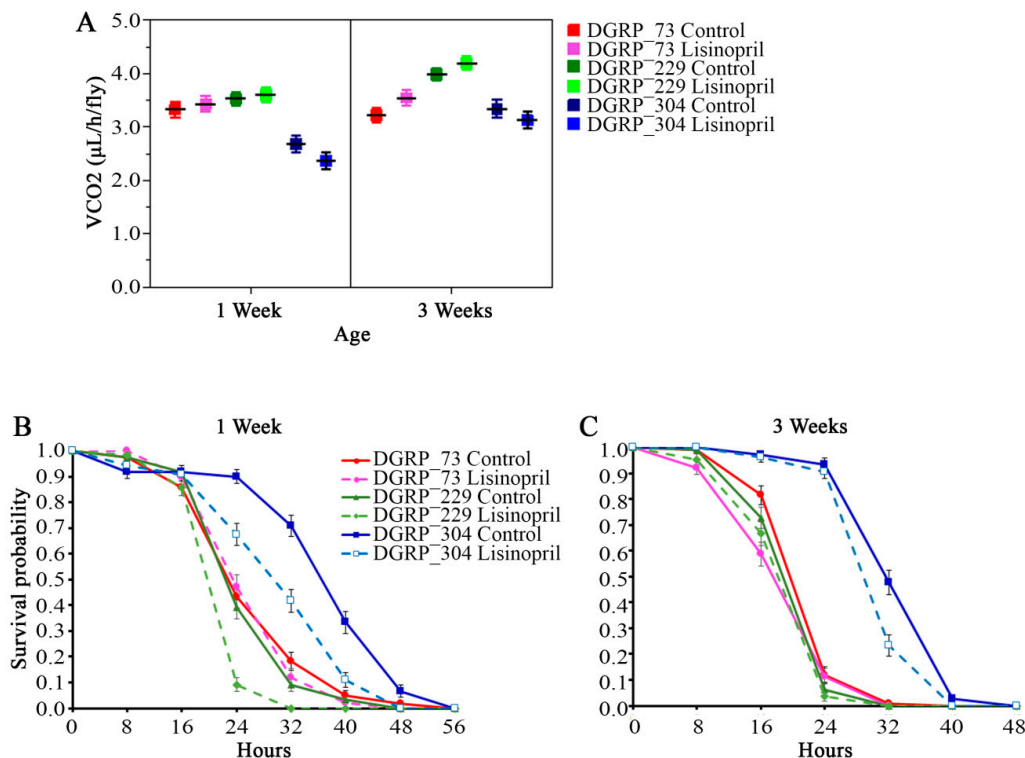 A
5.0
4.0
3.0
2.0
1.0
0.0
VCO2 (µL/h/fly)
1 Week
3 Weeks
Age
DGRP_73 Control
DGRP_73 Lisinopril
DGRP_229 Control
DGRP_229 Lisinopril
DGRP_304 Control
DGRP_304 Lisinopril
B
1 Week
1.0
0.9
0.8
0.7
0.6
0.5
0.4
0.3
0.2
0.1
0.0
Survival probability
0 8 16 24 32 40 48 56
Hours
DGRP_73 Control
DGRP_73 Lisinopril
DGRP_229 Control
DGRP_229 Lisinopril
DGRP_304 Control
DGRP_304 Lisinopril
C
3 Weeks
1.0
0.9
0.8
0.7
0.6
0.5
0.4
0.3
0.2
0.1
0.0
0 8 16 24 32 40 48
Hours